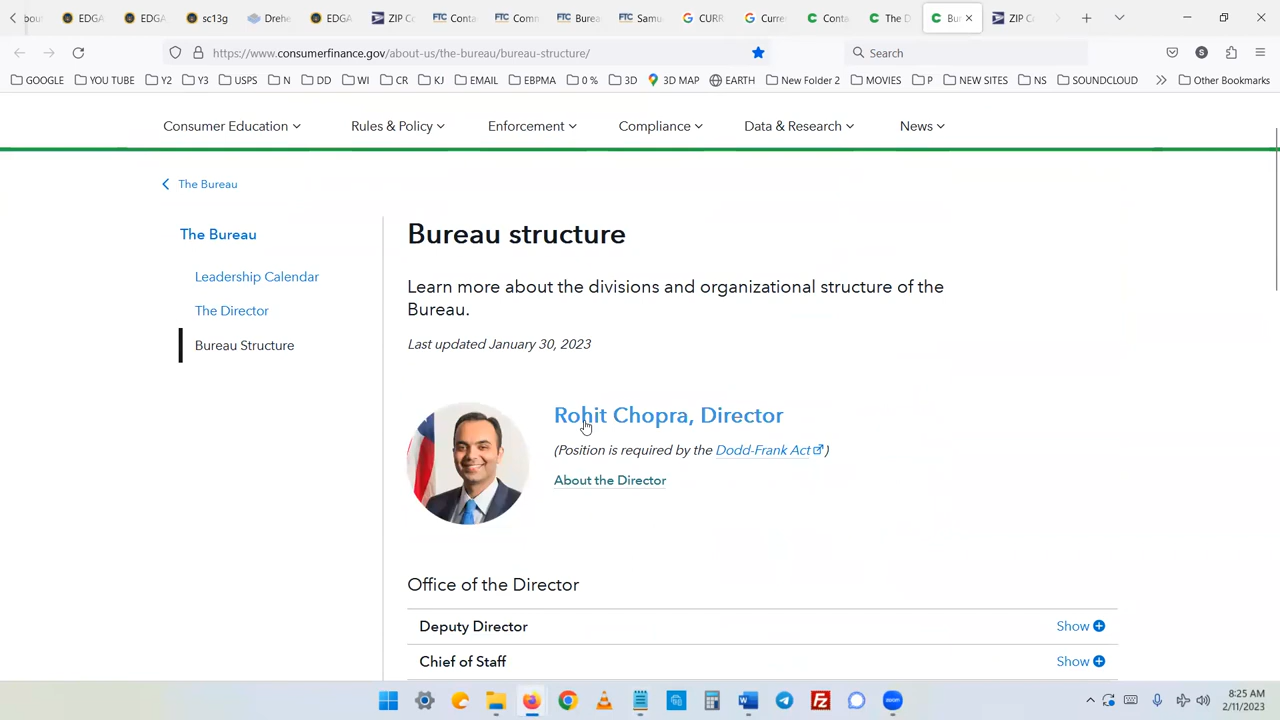 bou
EDGA
EDGA
sc13g
Drehe
EDGA
ZIP C
FTC Conta
FTC Comm
FTC Burea
FTC Samu
CURR
Curre
Conta
The D
Bur
ZIP C
https://www.consumerfinance.gov/about-us/the-bureau/bureau-structure/
Search
GOOGLE
YOU TUBE
Y2
Y3
USPS
N
DD
WI
CR
KJ
EMAIL
EBPMA
0 %
3D
3D MAP
EARTH
New Folder 2
MOVIES
P
NEW SITES
NS
SOUNDCLOUD
Other Bookmarks
Consumer Education
Rules & Policy
Enforcement
Compliance
Data & Research
News
The Bureau
The Bureau
Leadership Calendar
The Director
Bureau Structure
Bureau structure
Learn more about the divisions and organizational structure of the
Bureau.
Last updated January 30, 2023
Rohit Chopra, Director
(Position is required by the Dodd-Frank Act)
About the Director
Office of the Director
Deputy Director
Show
Chief of Staff
Show
8:25 AM
2/11/2023